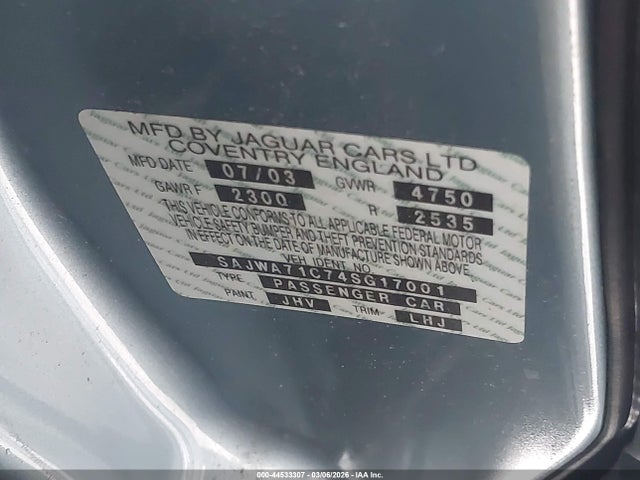 MFD BY JAGUAR CARS LTD
COVENTRY ENGLAND
MFD DATE 07/03 GVWR 4750
GAWR F 2300 R 2535
THIS VEHICLE CONFORMS TO ALL APPLICABLE FEDERAL MOTOR
VEHICLE SAFETY BUMPER AND THEFT PREVENTION STANDARDS
IN EFFECT ON THE DATE OF MANUFACTURE SHOWN ABOVE.
VEH IDENT NO.
SAJWA71C74SG17001
TYPE PASSENGER CAR
PAINT. JHV TRIM LHJ
000-44533307 | 03/06/2026 - IAA Inc.